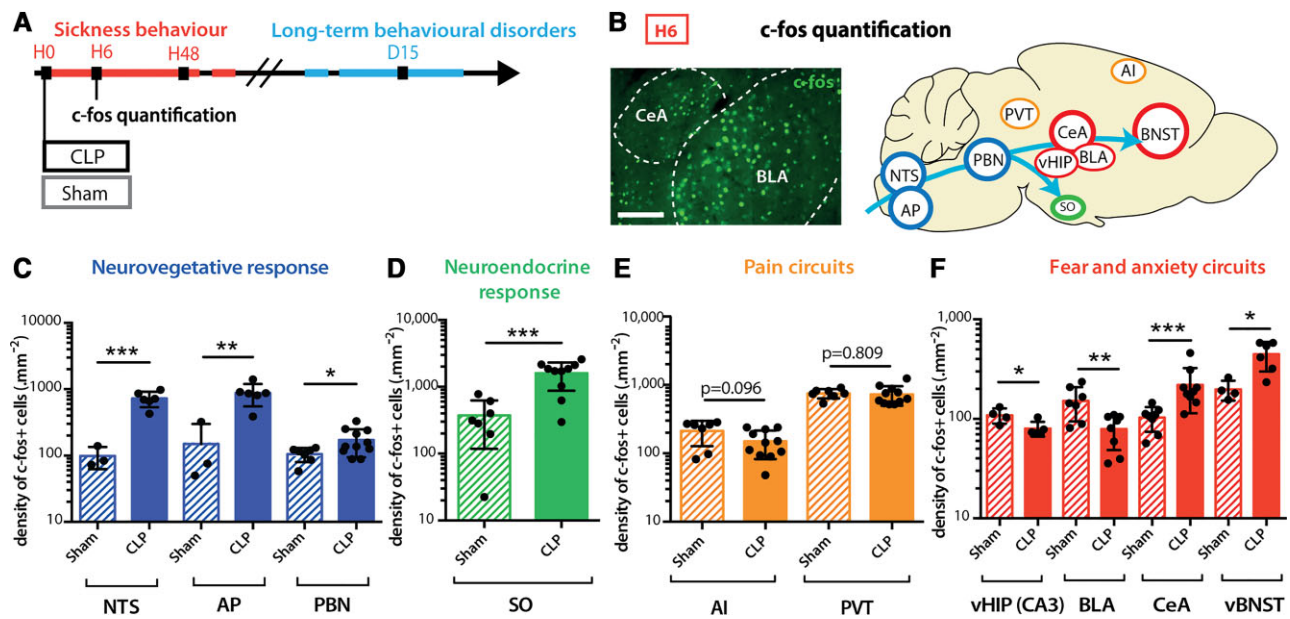 A
Sickness behaviour
Long-term behavioural disorders
H0
H6
H48
D15
c-fos quantification
CLP
Sham
B
H6
c-fos quantification
c-fos
CeA
BLA
AI
PVT
CeA
BNST
PBN
vHIP
BLA
NTS
AP
SO
C
Neurovegetative response
density of c-fos+ cells (.mm⁻²)
10000
1000
100
10
***
**
*
Sham
CLP
Sham
CLP
Sham
CLP
NTS
AP
PBN
D
Neuroendocrine
response
density of c-fos+ cells (.mm⁻²)
10,000
1,000
100
10
***
Sham
CLP
SO
E
Pain circuits
density of c-fos+ cells (.mm⁻²)
10,000
1,000
100
10
p=0.096
p=0.809
Sham
CLP
Sham
CLP
AI
PVT
F
Fear and anxiety circuits
density of c-fos+ cells (.mm⁻²)
1,000
100
10
*
**
***
*
Sham
CLP
Sham
CLP
Sham
CLP
Sham
CLP
vHIP (CA3)
BLA
CeA
vBNST